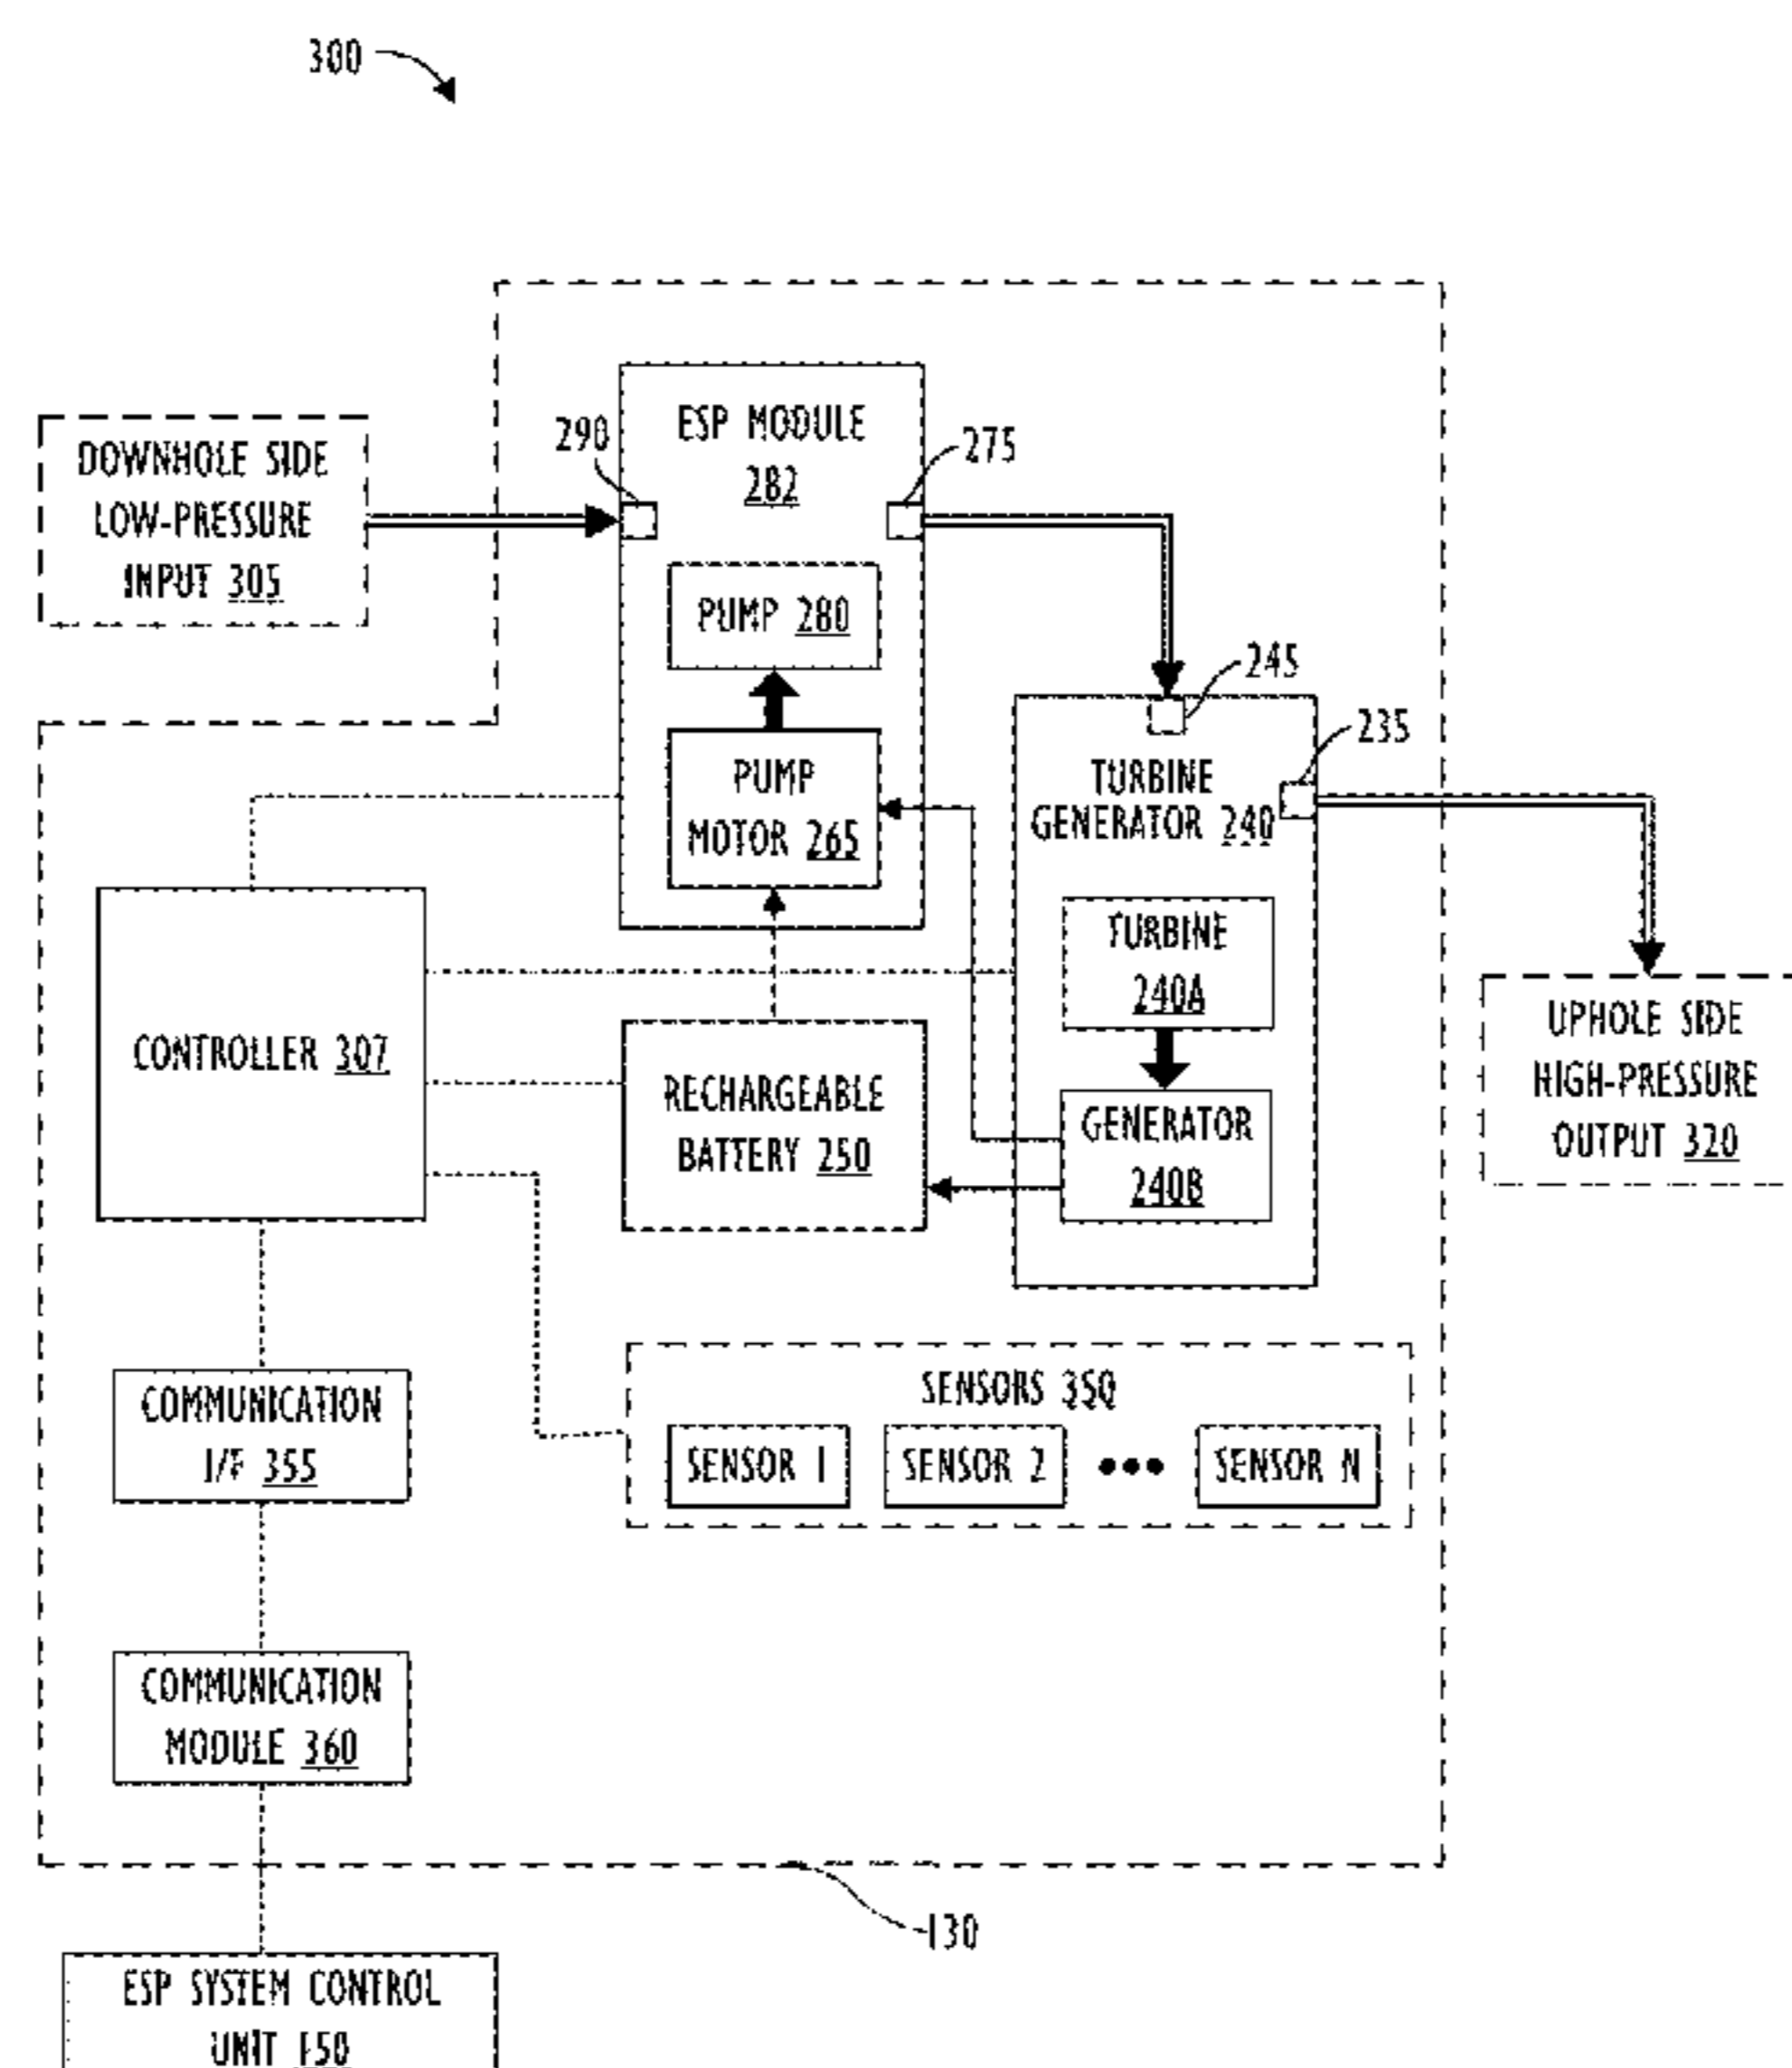 300
ESP MODULE
282
290
275
DOWNHOLE SIDE
LOW-PRESSURE
INPUT 305
PUMP 280
245
235
PUMP
MOTOR 265
TURBINE
GENERATOR 240
TURBINE
240A
CONTROLLER 307
RECHARGEABLE
BATTERY 250
GENERATOR
240B
UPHOLE SIDE
HIGH-PRESSURE
OUTPUT 320
SENSORS 350
SENSOR 1
SENSOR 2
SENSOR N
COMMUNICATION
I/F 355
COMMUNICATION
MODULE 360
130
ESP SYSTEM CONTROL
UNIT 150